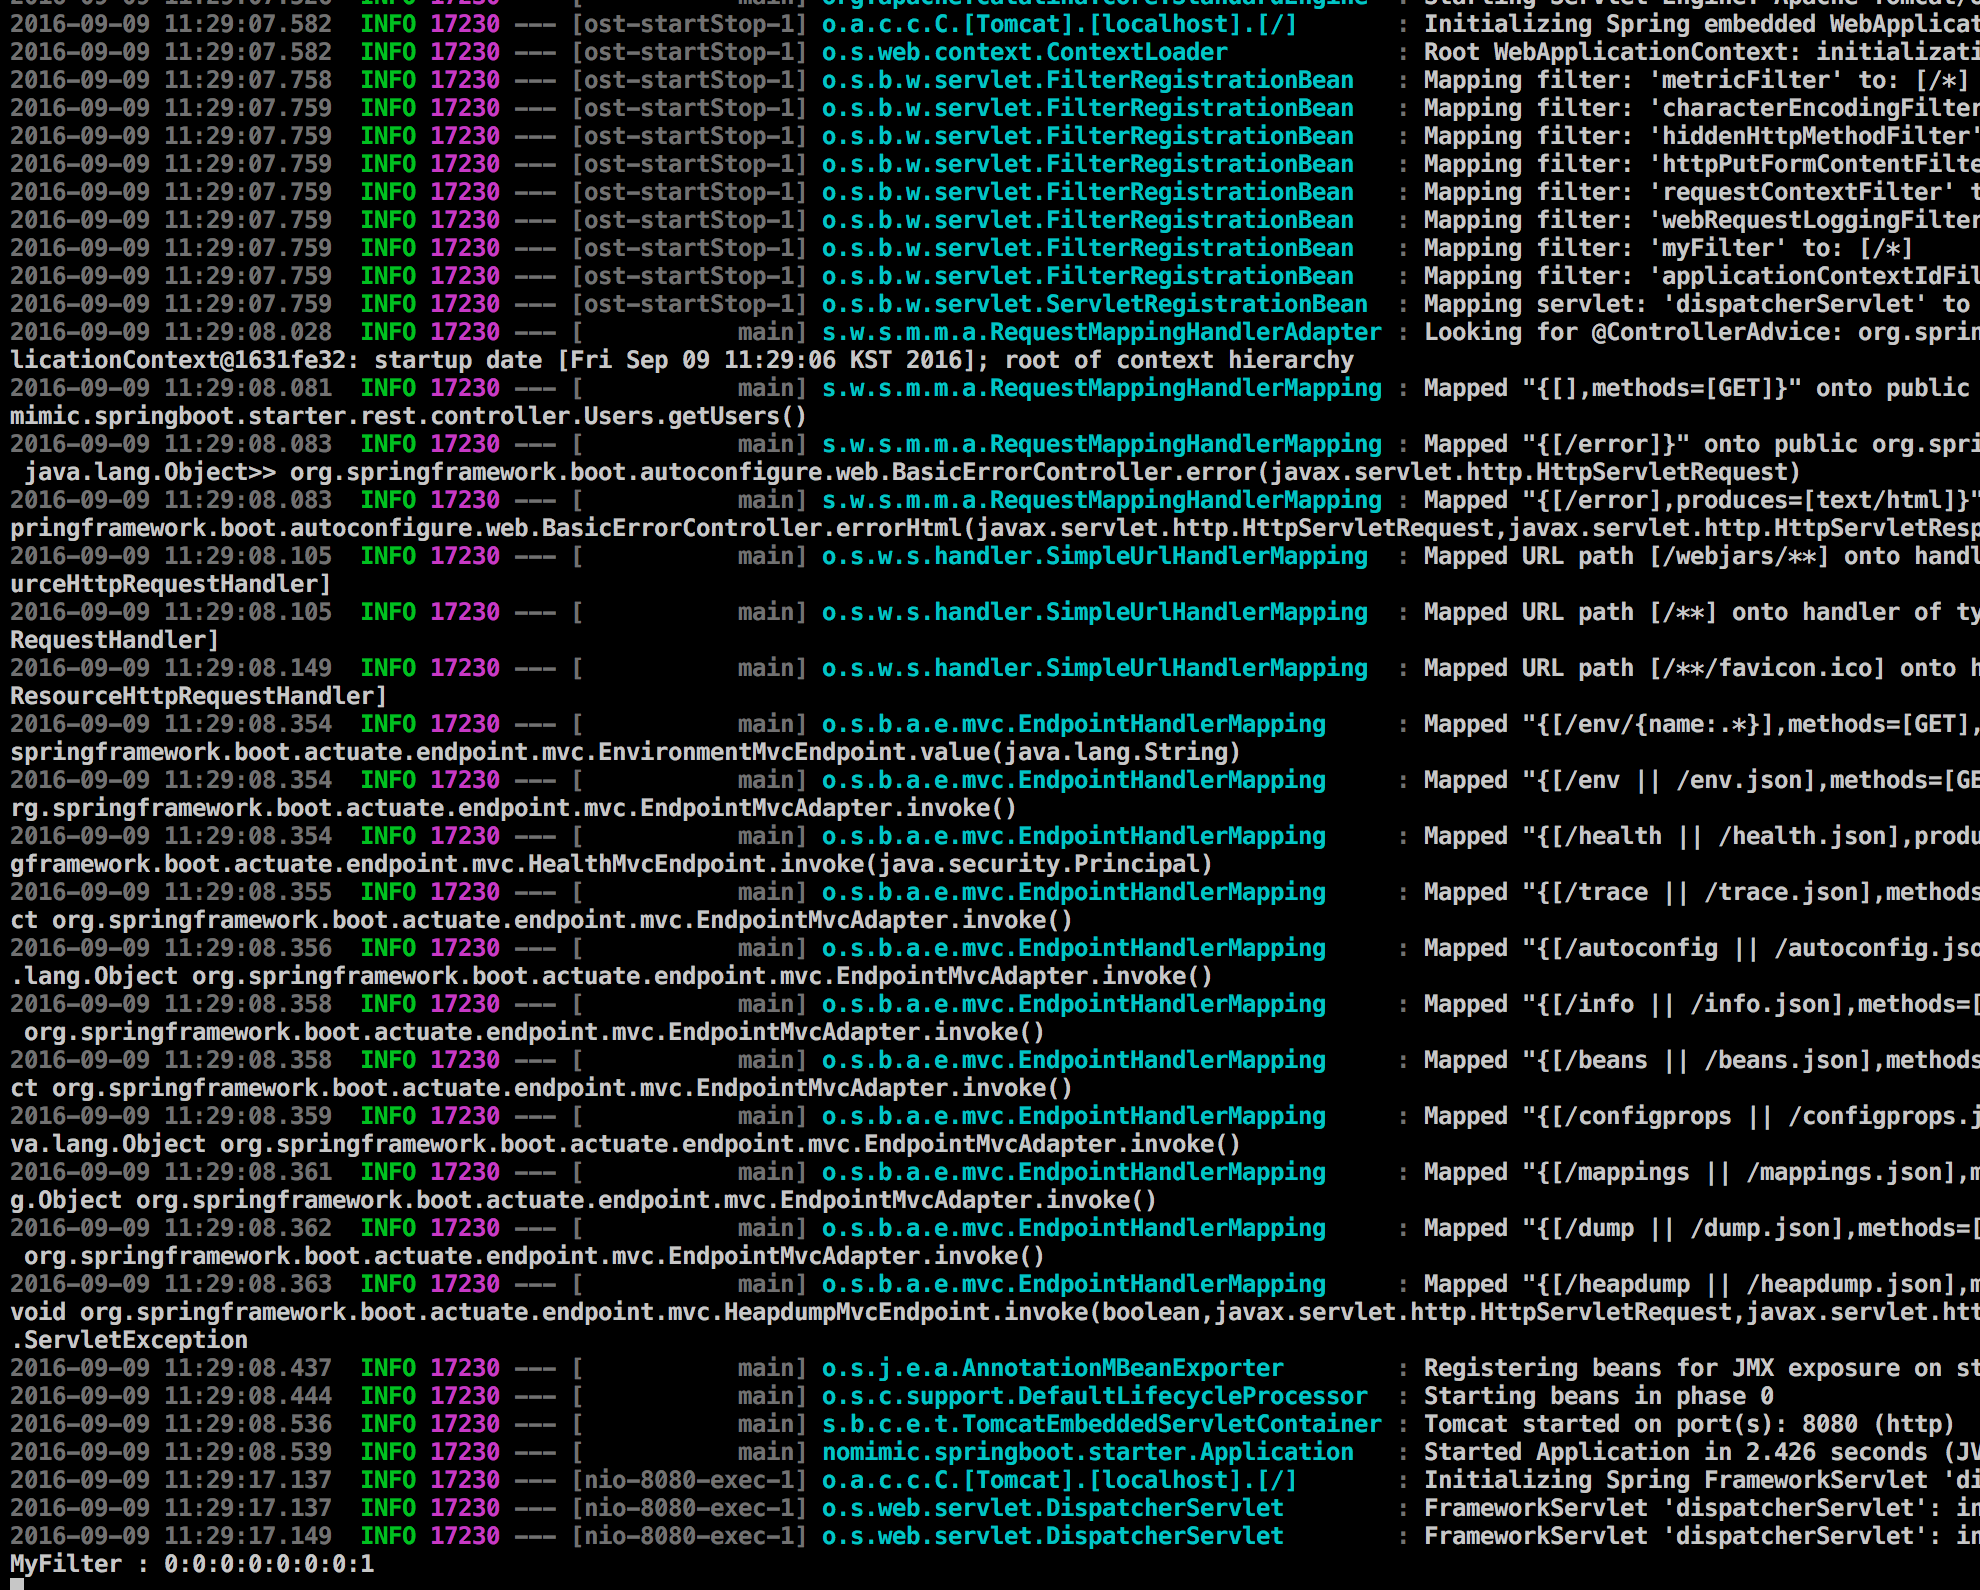 2016-09-09 11:29:07.582  INFO 17230 --- [ost-startStop-1] o.a.c.c.C.[Tomcat].[localhost].[/]       : Initializing Spring embedded
2016-09-09 11:29:07.582  INFO 17230 --- [ost-startStop-1] o.s.web.context.ContextLoader            : Root WebApplicationContext:
2016-09-09 11:29:07.758  INFO 17230 --- [ost-startStop-1] o.s.b.w.servlet.FilterRegistrationBean   : Mapping filter: 'metricFilter' to: [/*]
2016-09-09 11:29:07.759  INFO 17230 --- [ost-startStop-1] o.s.b.w.servlet.FilterRegistrationBean   : Mapping filter: 'characterEncodingFilter
2016-09-09 11:29:07.759  INFO 17230 --- [ost-startStop-1] o.s.b.w.servlet.FilterRegistrationBean   : Mapping filter: 'hiddenHttpMethodFilter'
2016-09-09 11:29:07.759  INFO 17230 --- [ost-startStop-1] o.s.b.w.servlet.FilterRegistrationBean   : Mapping filter: 'httpPutFormContentFilte
2016-09-09 11:29:07.759  INFO 17230 --- [ost-startStop-1] o.s.b.w.servlet.FilterRegistrationBean   : Mapping filter: 'requestContextFilter' t
2016-09-09 11:29:07.759  INFO 17230 --- [ost-startStop-1] o.s.b.w.servlet.FilterRegistrationBean   : Mapping filter: 'webRequestLoggingFilter
2016-09-09 11:29:07.759  INFO 17230 --- [ost-startStop-1] o.s.b.w.servlet.FilterRegistrationBean   : Mapping filter: 'myFilter' to: [/*]
2016-09-09 11:29:07.759  INFO 17230 --- [ost-startStop-1] o.s.b.w.servlet.FilterRegistrationBean   : Mapping filter: 'applicationContextIdFil
2016-09-09 11:29:07.759  INFO 17230 --- [ost-startStop-1] o.s.b.w.servlet.ServletRegistrationBean  : Mapping servlet: 'dispatcherServlet' to
2016-09-09 11:29:08.028  INFO 17230 --- [           main] s.w.s.m.m.a.RequestMappingHandlerAdapter : Looking for @ControllerAdvice: org.sprin
licationContext@1631fe32: startup date [Fri Sep 09 11:29:06 KST 2016]; root of context hierarchy
2016-09-09 11:29:08.081  INFO 17230 --- [           main] s.w.s.m.m.a.RequestMappingHandlerMapping : Mapped "{[],methods=[GET]}" onto public
mimic.springboot.starter.rest.controller.Users.getUsers()
2016-09-09 11:29:08.083  INFO 17230 --- [           main] s.w.s.m.m.a.RequestMappingHandlerMapping : Mapped "{[/error]}" onto public org.spri
 java.lang.Object>> org.springframework.boot.autoconfigure.web.BasicErrorController.error(javax.servlet.http.HttpServletRequest)
2016-09-09 11:29:08.083  INFO 17230 --- [           main] s.w.s.m.m.a.RequestMappingHandlerMapping : Mapped "{[/error],produces=[text/html]}"
pringframework.boot.autoconfigure.web.BasicErrorController.errorHtml(javax.servlet.http.HttpServletRequest,javax.servlet.http.HttpServletResp
2016-09-09 11:29:08.105  INFO 17230 --- [           main] o.s.w.s.handler.SimpleUrlHandlerMapping  : Mapped URL path [/webjars/**] onto handl
urceHttpRequestHandler]
2016-09-09 11:29:08.105  INFO 17230 --- [           main] o.s.w.s.handler.SimpleUrlHandlerMapping  : Mapped URL path [/**] onto handler of ty
RequestHandler]
2016-09-09 11:29:08.149  INFO 17230 --- [           main] o.s.w.s.handler.SimpleUrlHandlerMapping  : Mapped URL path [/**/favicon.ico] onto h
ResourceHttpRequestHandler]
2016-09-09 11:29:08.354  INFO 17230 --- [           main] o.s.b.a.e.mvc.EndpointHandlerMapping     : Mapped "{[/env/{name:.*}],methods=[GET],
springframework.boot.actuate.endpoint.mvc.EnvironmentMvcEndpoint.value(java.lang.String)
2016-09-09 11:29:08.354  INFO 17230 --- [           main] o.s.b.a.e.mvc.EndpointHandlerMapping     : Mapped "{[/env || /env.json],methods=[GE
rg.springframework.boot.actuate.endpoint.mvc.EndpointMvcAdapter.invoke()
2016-09-09 11:29:08.354  INFO 17230 --- [           main] o.s.b.a.e.mvc.EndpointHandlerMapping     : Mapped "{[/health || /health.json],produ
gframework.boot.actuate.endpoint.mvc.HealthMvcEndpoint.invoke(java.security.Principal)
2016-09-09 11:29:08.355  INFO 17230 --- [           main] o.s.b.a.e.mvc.EndpointHandlerMapping     : Mapped "{[/trace || /trace.json],methods
ct org.springframework.boot.actuate.endpoint.mvc.EndpointMvcAdapter.invoke()
2016-09-09 11:29:08.356  INFO 17230 --- [           main] o.s.b.a.e.mvc.EndpointHandlerMapping     : Mapped "{[/autoconfig || /autoconfig.jso
.lang.Object org.springframework.boot.actuate.endpoint.mvc.EndpointMvcAdapter.invoke()
2016-09-09 11:29:08.358  INFO 17230 --- [           main] o.s.b.a.e.mvc.EndpointHandlerMapping     : Mapped "{[/info || /info.json],methods=[
 org.springframework.boot.actuate.endpoint.mvc.EndpointMvcAdapter.invoke()
2016-09-09 11:29:08.358  INFO 17230 --- [           main] o.s.b.a.e.mvc.EndpointHandlerMapping     : Mapped "{[/beans || /beans.json],methods
ct org.springframework.boot.actuate.endpoint.mvc.EndpointMvcAdapter.invoke()
2016-09-09 11:29:08.359  INFO 17230 --- [           main] o.s.b.a.e.mvc.EndpointHandlerMapping     : Mapped "{[/configprops || /configprops.j
va.lang.Object org.springframework.boot.actuate.endpoint.mvc.EndpointMvcAdapter.invoke()
2016-09-09 11:29:08.361  INFO 17230 --- [           main] o.s.b.a.e.mvc.EndpointHandlerMapping     : Mapped "{[/mappings || /mappings.json],m
g.Object org.springframework.boot.actuate.endpoint.mvc.EndpointMvcAdapter.invoke()
2016-09-09 11:29:08.362  INFO 17230 --- [           main] o.s.b.a.e.mvc.EndpointHandlerMapping     : Mapped "{[/dump || /dump.json],methods=[
 org.springframework.boot.actuate.endpoint.mvc.EndpointMvcAdapter.invoke()
2016-09-09 11:29:08.363  INFO 17230 --- [           main] o.s.b.a.e.mvc.EndpointHandlerMapping     : Mapped "{[/heapdump || /heapdump.json],m
void org.springframework.boot.actuate.endpoint.mvc.HeapdumpMvcEndpoint.invoke(boolean,javax.servlet.http.HttpServletRequest,javax.servlet.htt
.ServletException
2016-09-09 11:29:08.437  INFO 17230 --- [           main] o.s.j.e.a.AnnotationMBeanExporter        : Registering beans for JMX exposure on st
2016-09-09 11:29:08.444  INFO 17230 --- [           main] o.s.c.support.DefaultLifecycleProcessor  : Starting beans in phase 0
2016-09-09 11:29:08.536  INFO 17230 --- [           main] s.b.c.e.t.TomcatEmbeddedServletContainer : Tomcat started on port(s): 8080 (http)
2016-09-09 11:29:08.539  INFO 17230 --- [           main] nomimic.springboot.starter.Application   : Started Application in 2.426 seconds (JV
2016-09-09 11:29:17.137  INFO 17230 --- [nio-8080-exec-1] o.a.c.c.C.[Tomcat].[localhost].[/]       : Initializing Spring FrameworkServlet 'di
2016-09-09 11:29:17.137  INFO 17230 --- [nio-8080-exec-1] o.s.web.servlet.DispatcherServlet        : FrameworkServlet 'dispatcherServlet': in
2016-09-09 11:29:17.149  INFO 17230 --- [nio-8080-exec-1] o.s.web.servlet.DispatcherServlet        : FrameworkServlet 'dispatcherServlet': in
MyFilter : 0:0:0:0:0:0:0:1